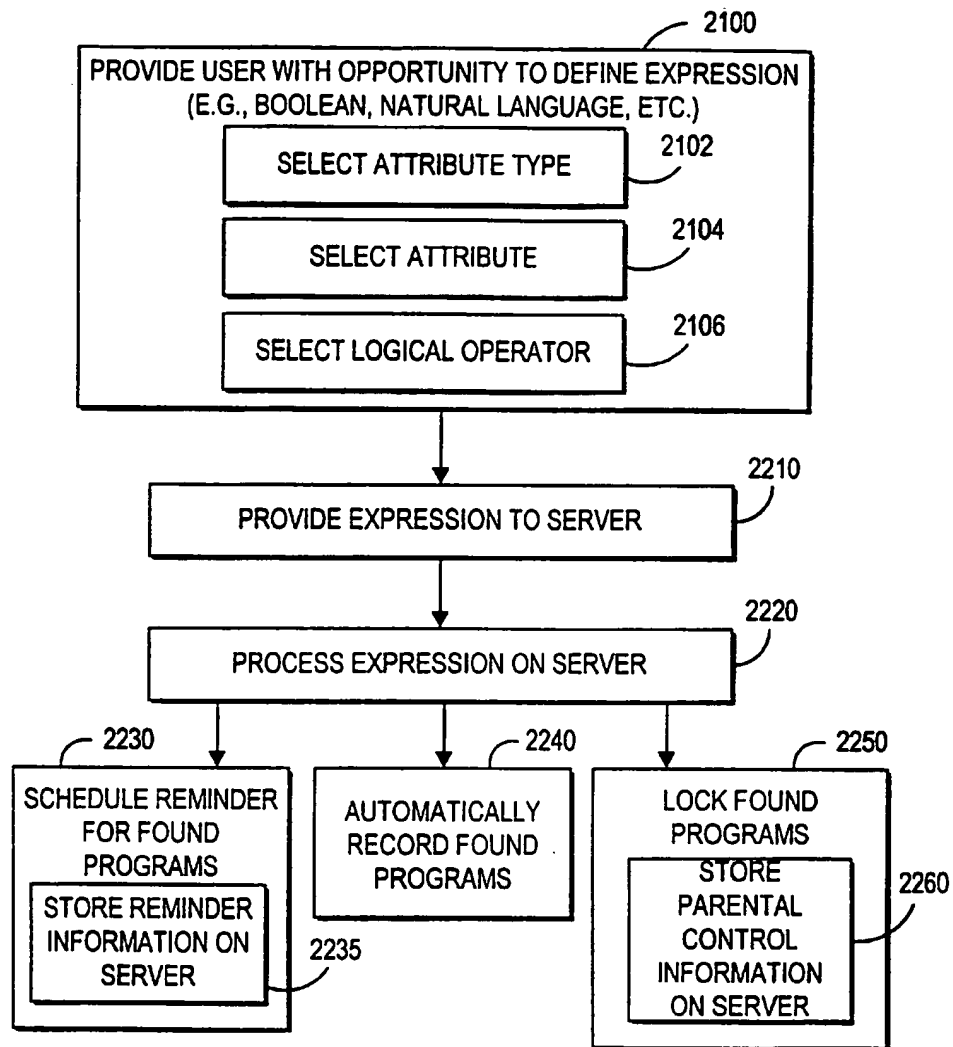 2100
PROVIDE USER WITH OPPORTUNITY TO DEFINE EXPRESSION
(E.G., BOOLEAN, NATURAL LANGUAGE, ETC.)
2102
SELECT ATTRIBUTE TYPE
2104
SELECT ATTRIBUTE
2106
SELECT LOGICAL OPERATOR
2210
PROVIDE EXPRESSION TO SERVER
2220
PROCESS EXPRESSION ON SERVER
2230
SCHEDULE REMINDER
FOR FOUND
PROGRAMS
STORE REMINDER
INFORMATION ON
SERVER
2235
2240
AUTOMATICALLY
RECORD FOUND
PROGRAMS
2250
LOCK FOUND
PROGRAMS
STORE
PARENTAL
CONTROL
INFORMATION
ON SERVER
2260